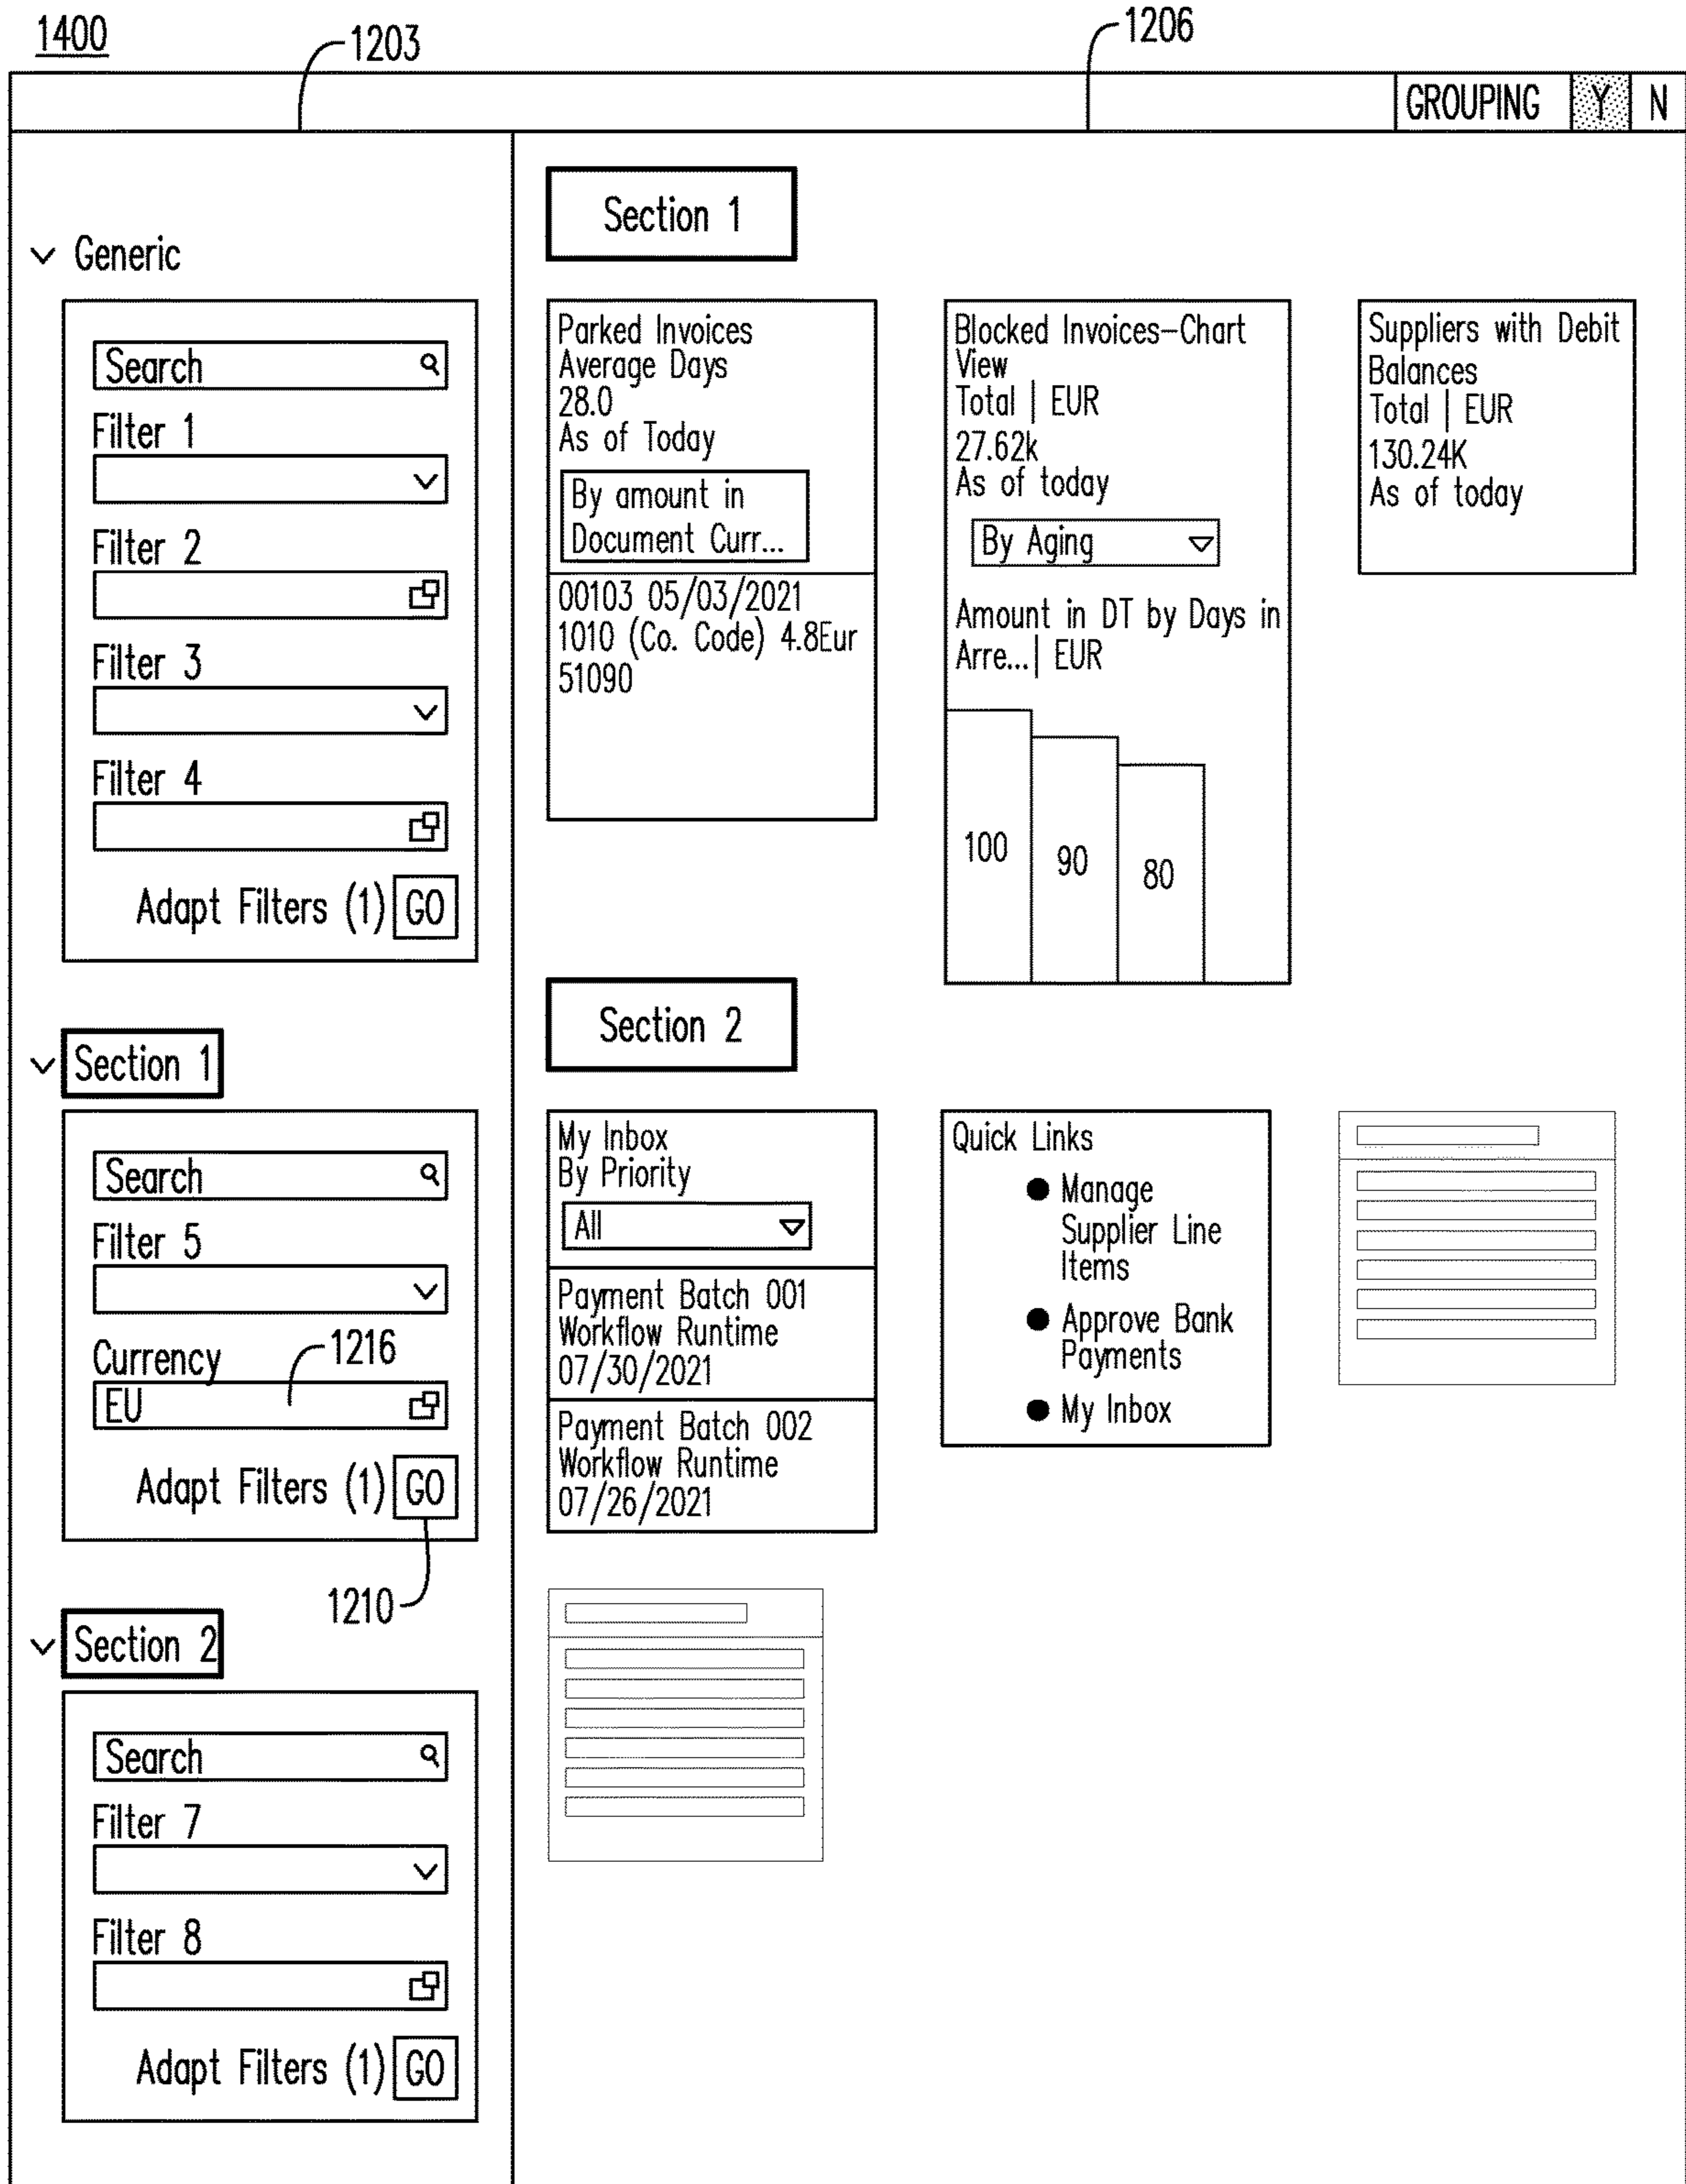 1400
1203
1206
GROUPING Y N
Generic
Search
Filter 1
Filter 2
Filter 3
Filter 4
Adapt Filters (1) GO
Section 1
Search
Filter 5
Currency
1216
EU
Adapt Filters (1) GO
1210
Section 2
Search
Filter 7
Filter 8
Adapt Filters (1) GO
Section 1
Parked Invoices
Average Days
28.0
As of Today
By amount in
Document Curr...
00103 05/03/2021
1010 (Co. Code) 4.8Eur
51090
Blocked Invoices-Chart
View
Total | EUR
27.62k
As of today
By Aging
Amount in DT by Days in
Arre...| EUR
100
90
80
Suppliers with Debit
Balances
Total | EUR
130.24K
As of today
Section 2
My Inbox
By Priority
All
Payment Batch 001
Workflow Runtime
07/30/2021
Payment Batch 002
Workflow Runtime
07/26/2021
Quick Links
● Manage
Supplier Line
Items
● Approve Bank
Payments
● My Inbox